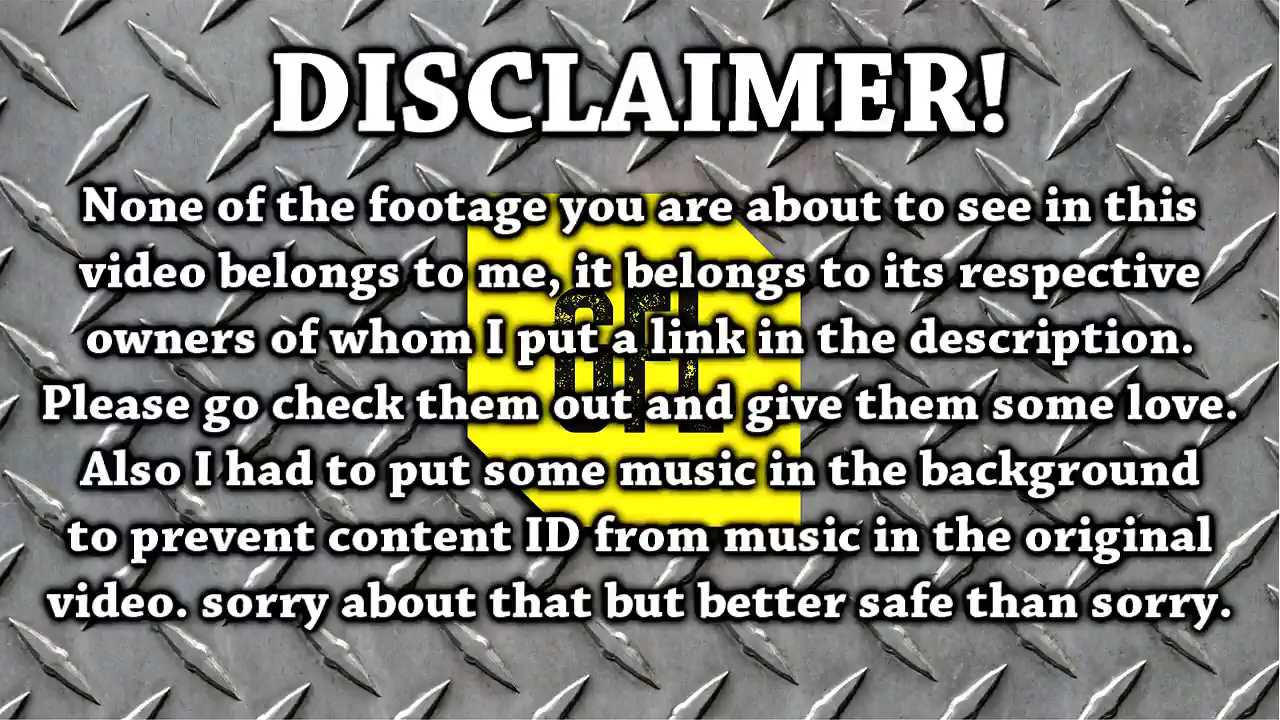 DISCLAIMER!
None of the footage you are about to see in this
video belongs to me, it belongs to its respective
owners of whom I put a link in the description.
Please go check them out and give them some love.
Also I had to put some music in the background
to prevent content ID from music in the original
video. sorry about that but better safe than sorry.